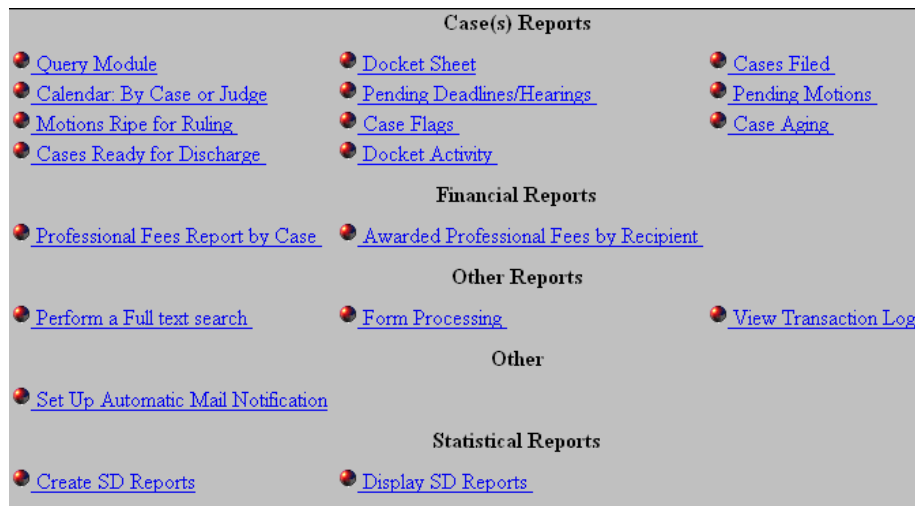 Case(s) Reports
Query Module Docket Sheet Cases Filed
Calendar: By Case or Judge Pending Deadlines/Hearings Pending Motions
Motions Ripe for Ruling Case Flags Case Aging
Cases Ready for Discharge Docket Activity
Financial Reports
Professional Fees Report by Case Awarded Professional Fees by Recipient
Other Reports
Perform a Full text search Form Processing View Transaction Log
Other
Set Up Automatic Mail Notification
Statistical Reports
Create SD Reports Display SD Reports